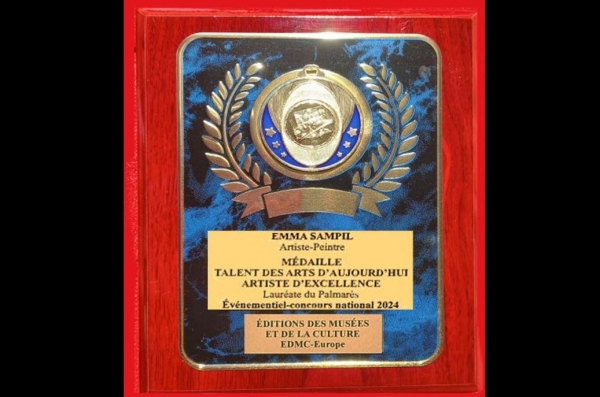 EMMA SAMPIL
Artiste-Peintre
MÉDAILLE
TALENT DES ARTS D'AUJOURD'HUI
ARTISTE D'EXCELLENCE
Lauréate du Palmarès
Événementiel-concours national 2024
ÉDITIONS DES MUSÉES
ET DE LA CULTURE
EDMC-Europe